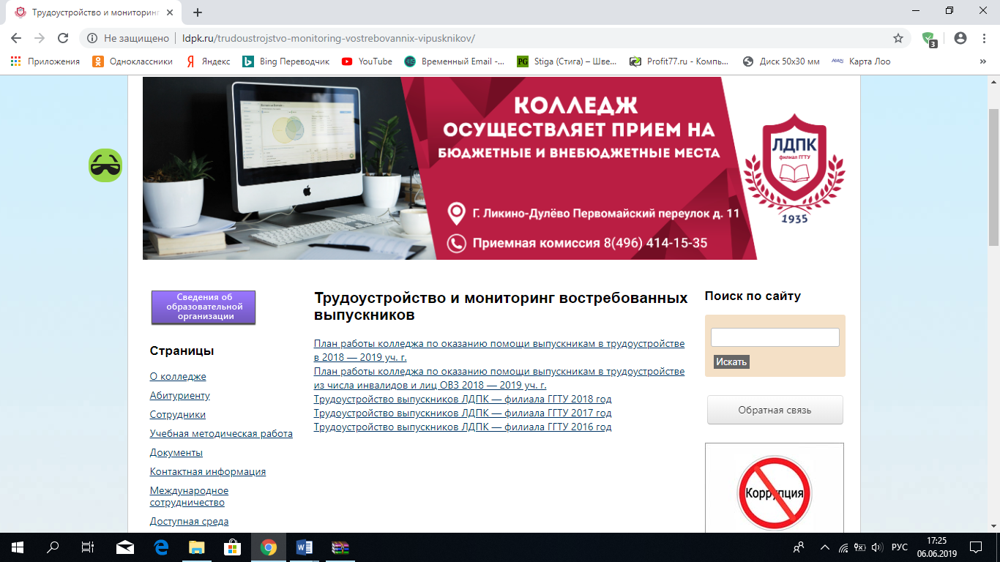 Трудоустройство и мониторинг
Не защищено
ldpk.ru/trudoustrojstvo-monitoring-vostrebovannix-vipusknikov/
3
Приложения
Одноклассники
Яндекс
Bing Переводчик
YouTube
Временный Email -...
PG
Stiga (Стига) – Шве...
Profit77.ru - Компь...
Диск 50x30 мм
Карта Лоо
»
КОЛЛЕДЖ
ОСУЩЕСТВЛЯЕТ ПРИЕМ НА
БЮДЖЕТНЫЕ И ВНЕБЮДЖЕТНЫЕ МЕСТА
Г. Ликино-Дулёво Первомайский переулок д. 11
Приемная комиссия 8(496) 414-15-35
ЛДПК
филиал ГГТУ
1935
Сведения об
образовательной
организации
Страницы
О колледже
Абитуриенту
Сотрудники
Учебная методическая работа
Документы
Контактная информация
Международное
сотрудничество
Доступная среда
Трудоустройство и мониторинг востребованных
выпускников
План работы колледжа по оказанию помощи выпускникам в трудоустройстве
в 2018 — 2019 уч. г.
План работы колледжа по оказанию помощи выпускникам в трудоустройстве
из числа инвалидов и лиц ОВЗ 2018 — 2019 уч. г.
Трудоустройство выпускников ЛДПК — филиала ГГТУ 2018 год
Трудоустройство выпускников ЛДПК — филиала ГГТУ 2017 год
Трудоустройство выпускников ЛДПК — филиала ГГТУ 2016 год
Поиск по сайту
Искать
Обратная связь
Коррупция
РУС
17:25
06.06.2019